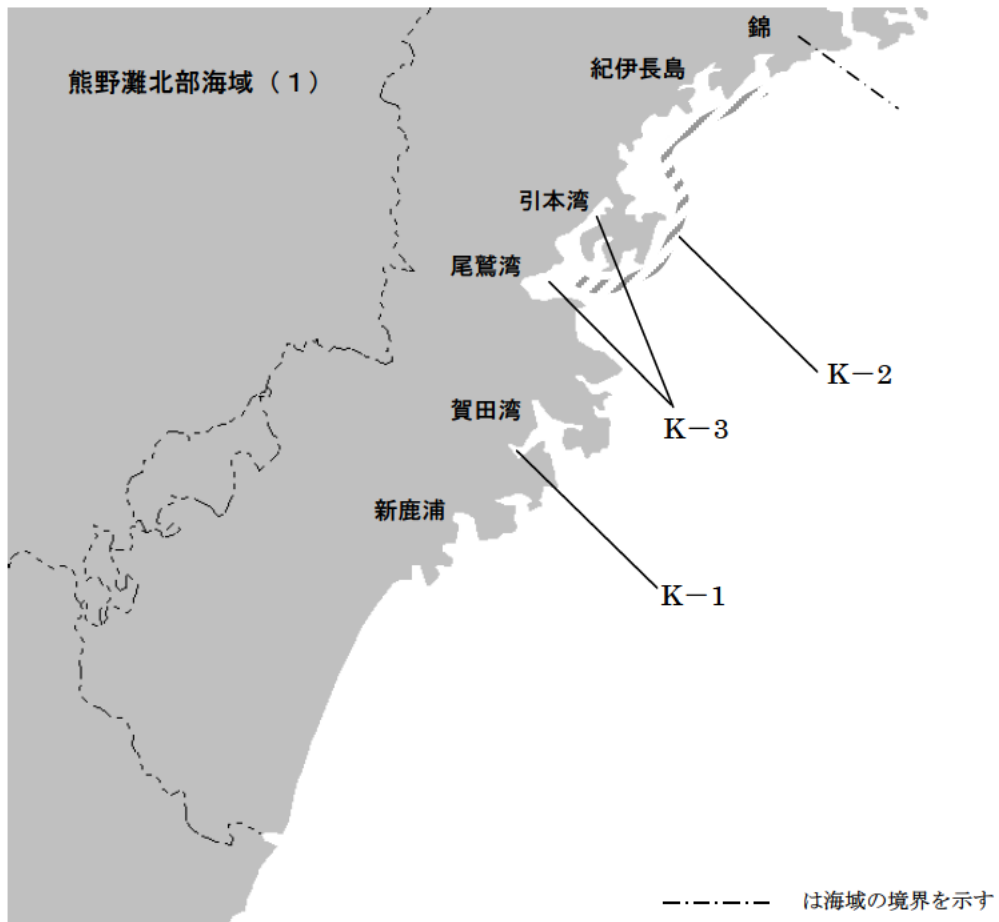 錦
熊野灘北部海域（１）
紀伊長島
引本湾
尾鷲湾
K－2
賀田湾
K－3
新鹿浦
K－1
は海域の境界を示す